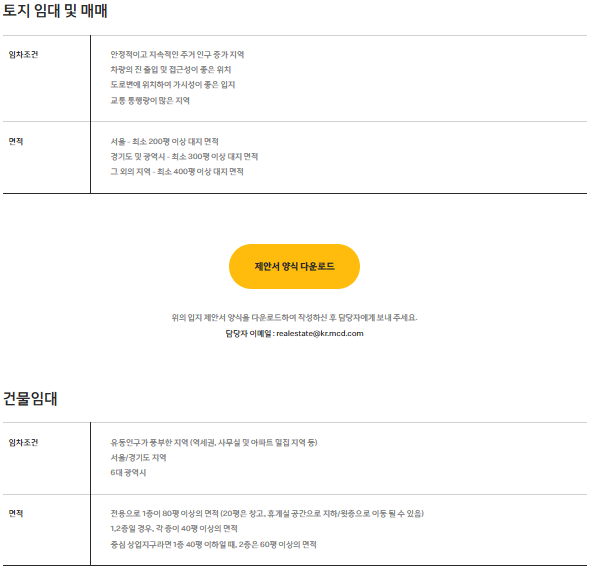 토지 임대 및 매매
임차조건
안정적이고 지속적인 주거 인구 증가 지역
차량의 진 출입 및 접근성이 좋은 위치
도로변에 위치하며 가시성이 좋은 입지
교통 통행량이 많은 지역
면적
서울 - 최소 200평 이상 대지 면적
경기도 및 광역시 - 최소 300평 이상 대지 면적
그 외의 지역 - 최소 400평 이상 대지 면적
제안서 양식 다운로드
위의 입지 제안서 양식을 다운로드하여 작성하신 후 담당자에게 보내 주세요.
담당자 이메일 : realestate@kr.mcd.com
건물임대
임차조건
유동인구가 풍부한 지역 (역세권, 사무실 및 아파트 밀집 지역 등)
서울/경기도 지역
6대 광역시
면적
전용으로 1층이 80평 이상의 면적 (20평은 창고, 휴게실 공간으로 지하/윗층으로 이동 될 수 있음)
1,2층일 경우, 각 층이 40평 이상의 면적
중심 상업지구라면 1층 40평 이하일 때, 2층은 60평 이상의 면적